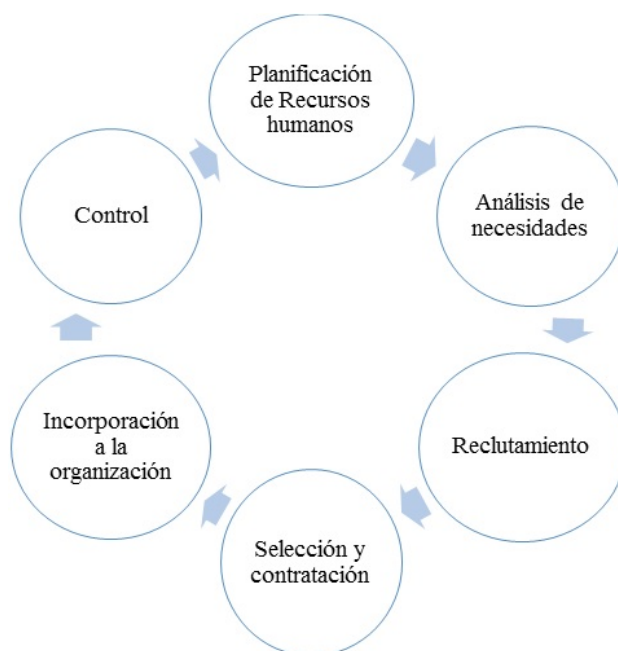 Planificación
de Recursos
humanos
Análisis de
necesidades
Reclutamiento
Selección y
contratación
Incorporación
a la
organización
Control